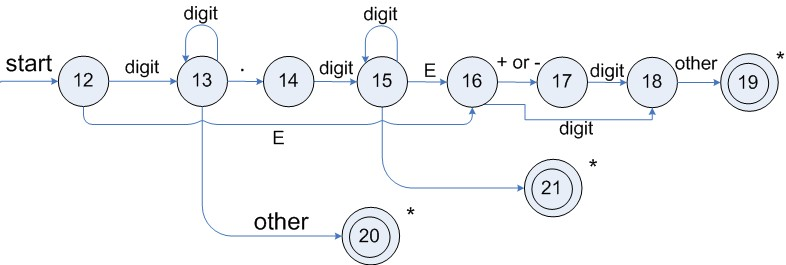 digit
digit
start
12
digit
13
.
14
digit
15
E
16
+ or -
17
digit
18
other
19
*
E
digit
21
*
other
20
*